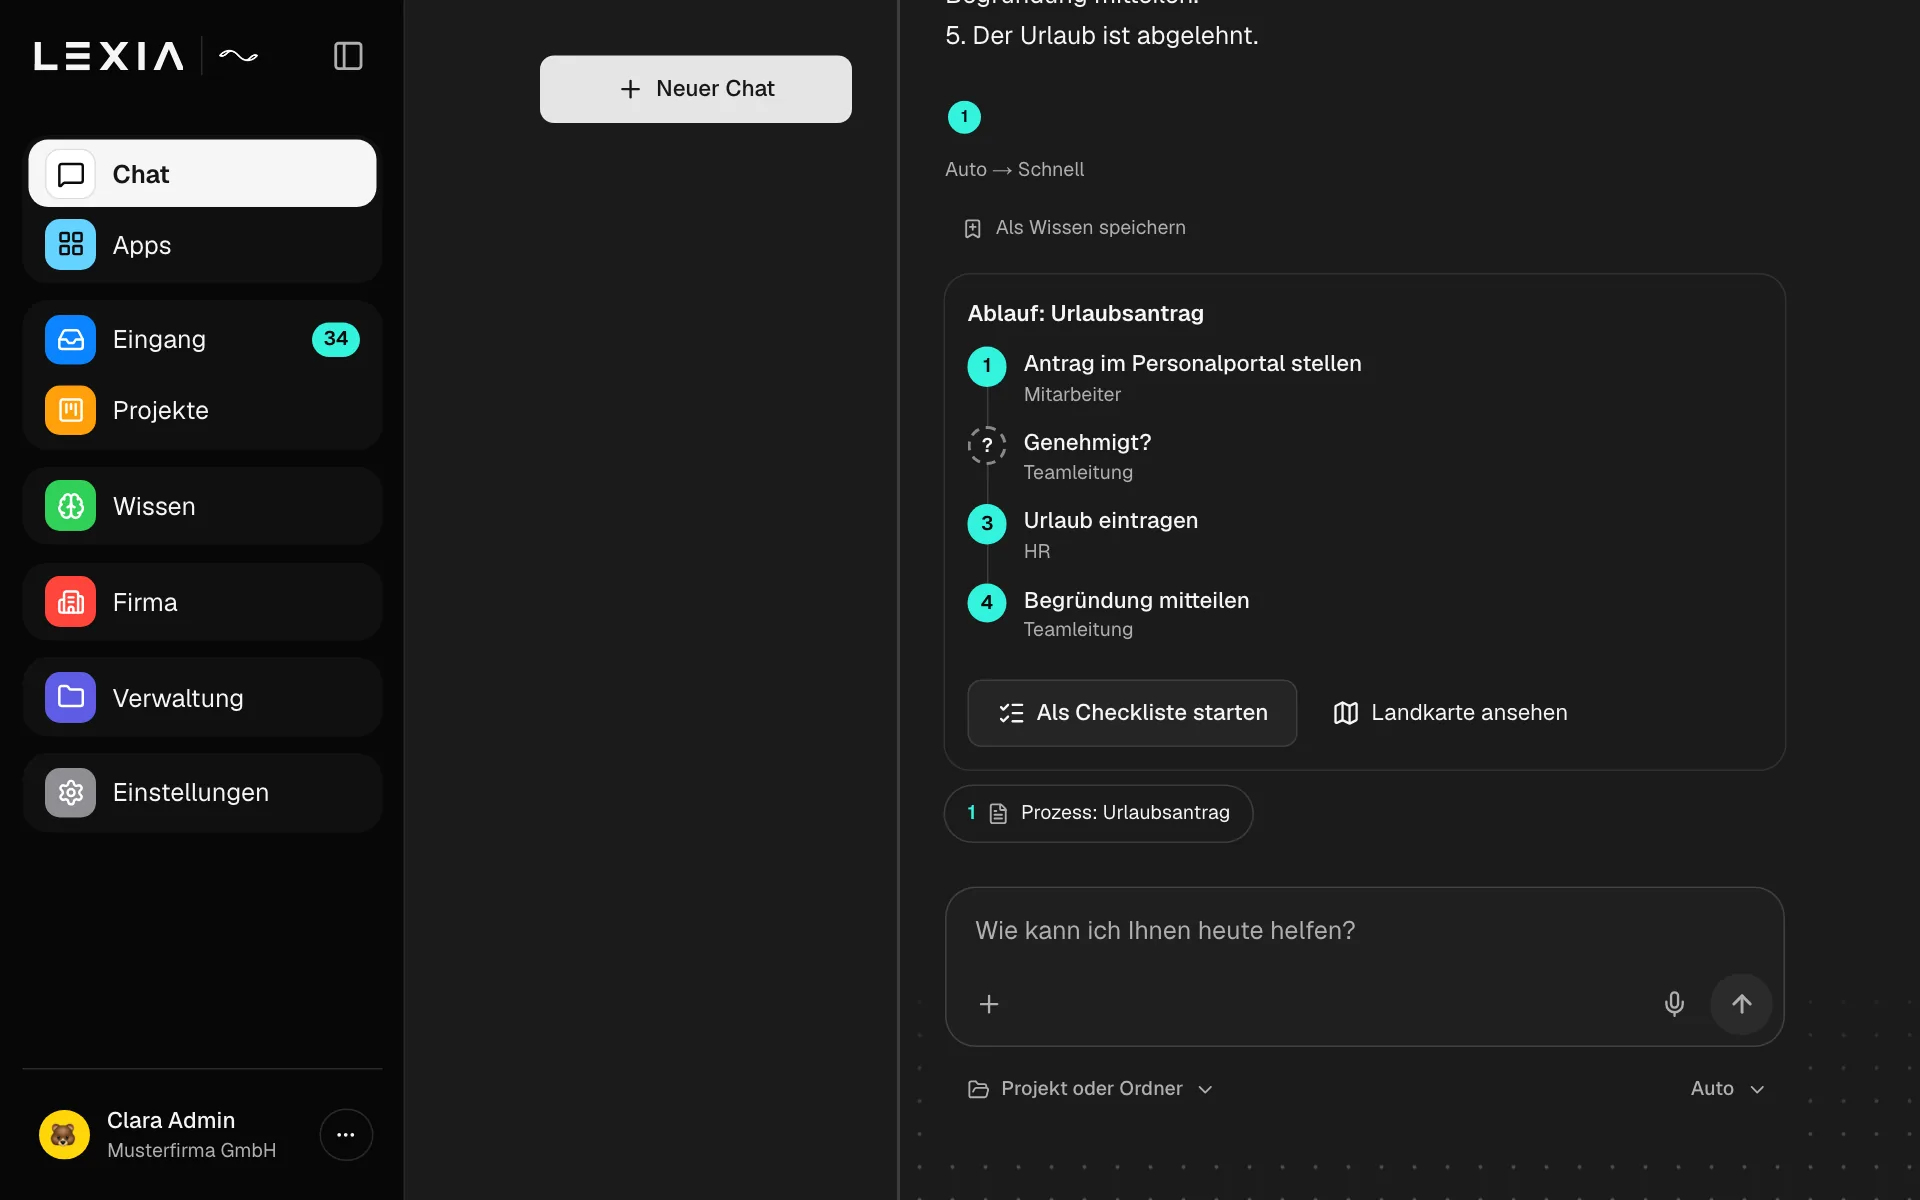 LEXIA
Chat
Apps
Eingang 34
Projekte
Wissen
Firma
Verwaltung
Einstellungen
Clara Admin
Musterfirma GmbH
Neuer Chat
Begründung mitteilen.
5. Der Urlaub ist abgelehnt.
1
Auto → Schnell
Als Wissen speichern
Ablauf: Urlaubsantrag
1 Antrag im Personalportal stellen
Mitarbeiter
? Genehmigt?
Teamleitung
3 Urlaub eintragen
HR
4 Begründung mitteilen
Teamleitung
Als Checkliste starten
Landkarte ansehen
1 Prozess: Urlaubsantrag
Wie kann ich Ihnen heute helfen?
Projekt oder Ordner
Auto